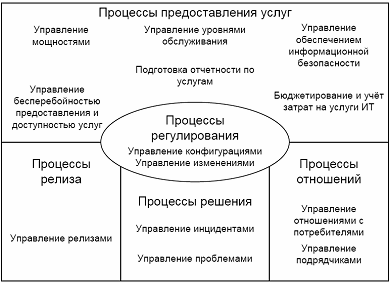 Процессы предоставления услуг
Управление
мощностями
Управление уровнями
обслуживания
Управление
обеспечением
информационной
безопасности
Подготовка отчетности по
услугам
Управление
бесперебойностью
предоставления и
доступностью услуг
Бюджетирование и учёт
затрат на услуги ИТ
Процессы
регулирования
Управление конфигурациями
Управление изменениями
Процессы
релиза
Управление релизами
Процессы решения
Управление инцидентами
Управление проблемами
Процессы
отношений
Управление
отношениями с
потребителями
Управление
подрядчиками